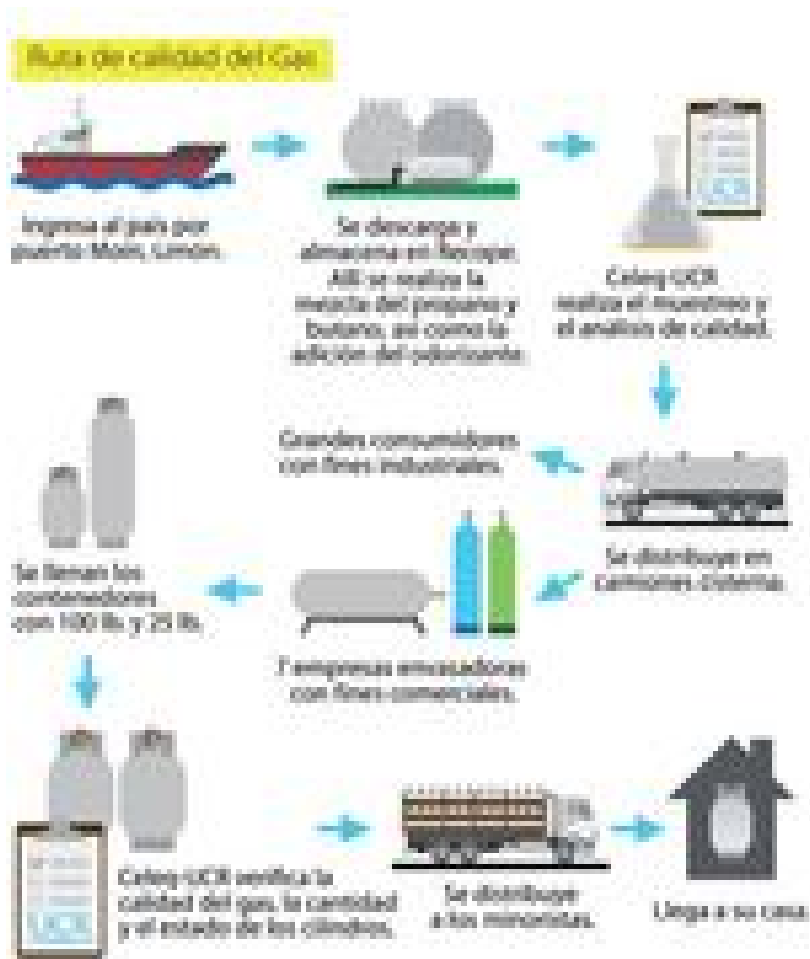 Ruta de calidad del Gas
Ingresa al país por
puerto Moín, Limón.
Se descarga y
almacena en Recope.
Allí se realiza la
mezcla del propano y
butano, así como la
adición del odorizante.
UCR
Celeq-UCR
realiza el muestreo y
el análisis de calidad.
Grandes consumidores
con fines industriales.
Se distribuye en
camiones cisterna.
Se llenan los
contenedores
con 100 lb. y 25 lb.
7 empresas envasadoras
con fines comerciales.
UCR
Celeq-UCR verifica la
calidad del gas, la cantidad
y el estado de los cilindros.
Se distribuye
a los minoristas.
Llega a su casa.